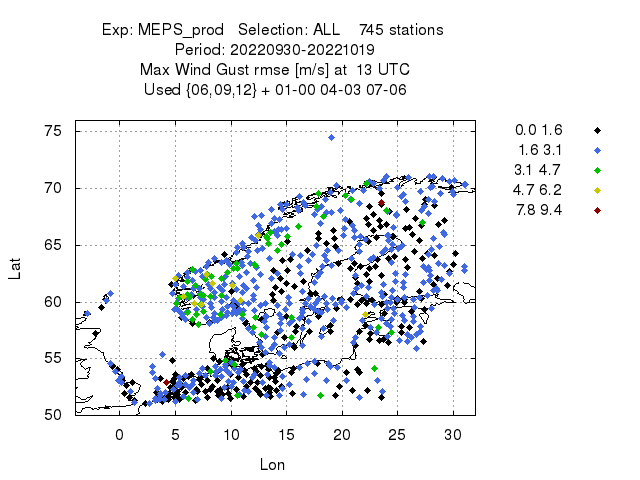 Exp: MEPS_prod Selection: ALL 745 stations
Period: 20220930-20221019
Max Wind Gust rmse [m/s] at 13 UTC
Used {06,09,12} + 01-00 04-03 07-06
0.0 1.6
1.6 3.1
3.1 4.7
4.7 6.2
7.8 9.4
75
70
65
60
55
50
Lat
0 5 10 15 20 25 30
Lon